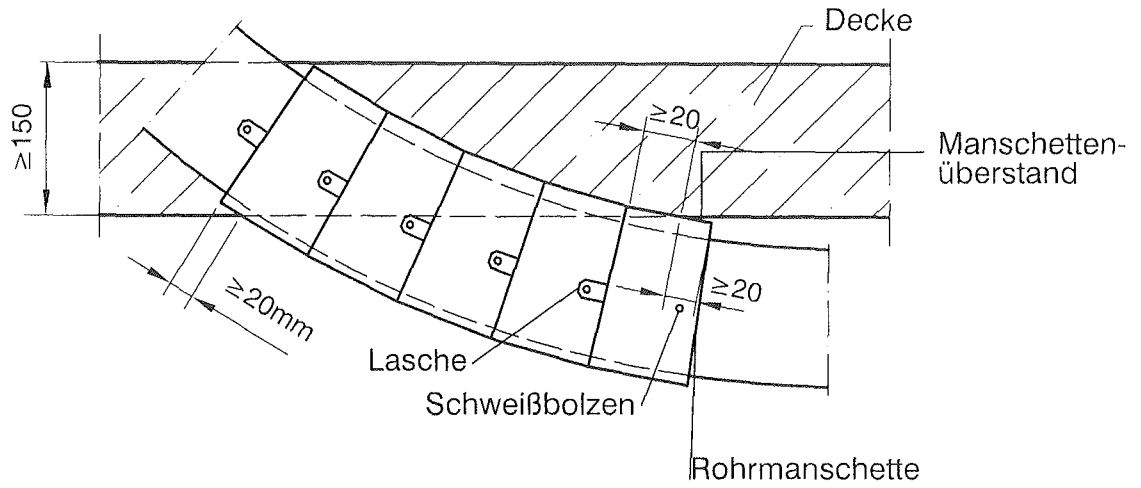 Decke
≥150
≥20
Manschetten-
überstand
≥20
≥20mm
Lasche
Schweißbolzen
Rohrmanschette